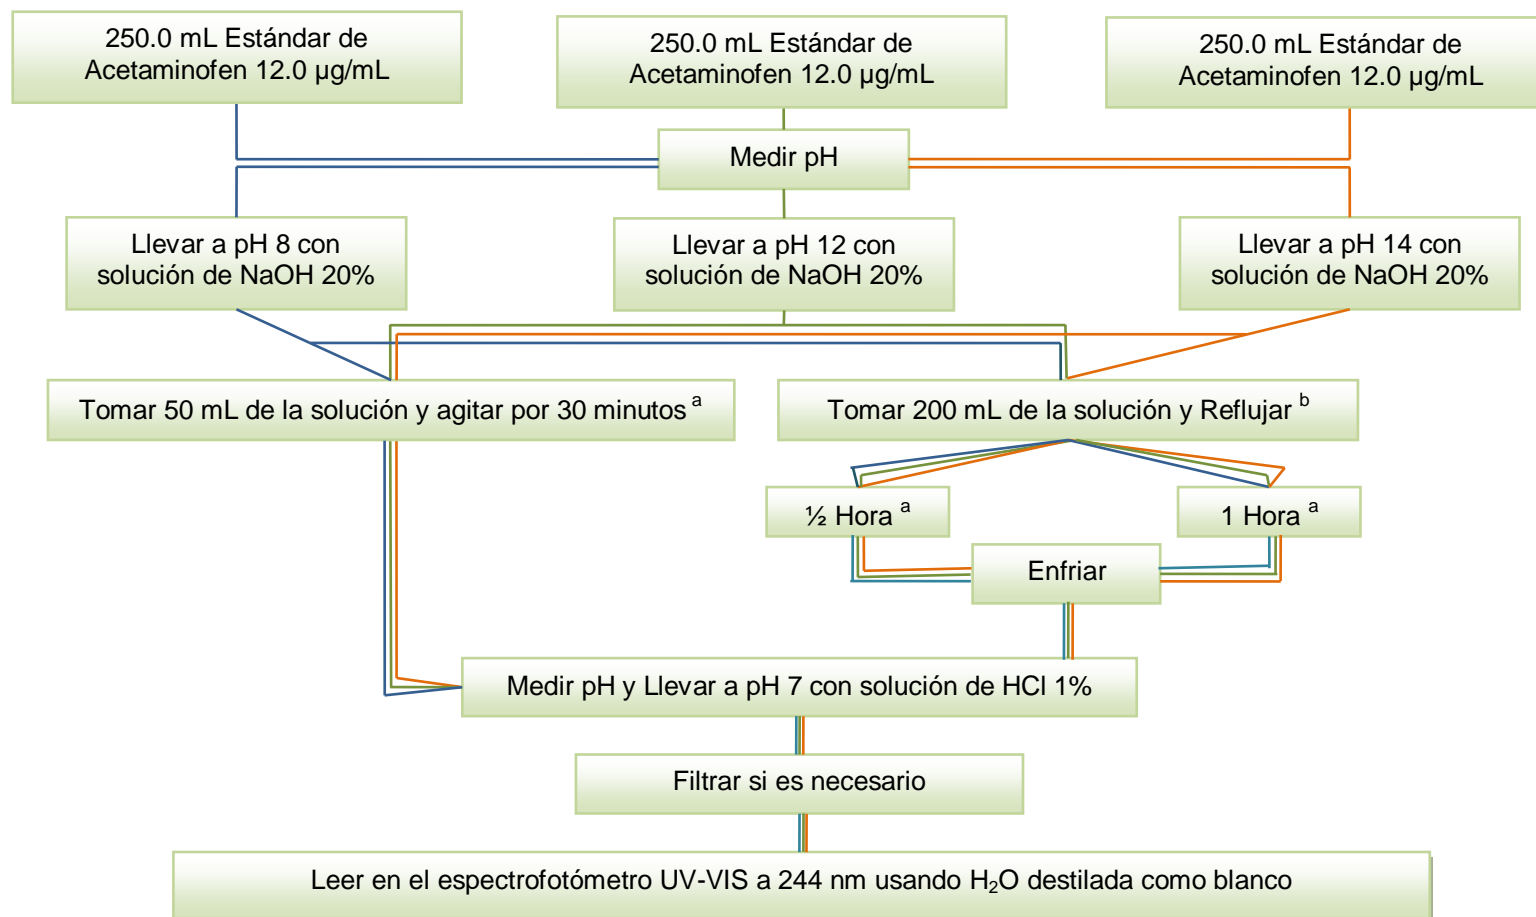 250.0 mL Estándar de
Acetaminofen 12.0 µg/mL
250.0 mL Estándar de
Acetaminofen 12.0 µg/mL
250.0 mL Estándar de
Acetaminofen 12.0 µg/mL
Medir pH
Llevar a pH 8 con
solución de NaOH 20%
Llevar a pH 12 con
solución de NaOH 20%
Llevar a pH 14 con
solución de NaOH 20%
Tomar 50 mL de la solución y agitar por 30 minutos ª
Tomar 200 mL de la solución y Reflujar ᵇ
½ Hora ª
1 Hora ª
Enfriar
Medir pH y Llevar a pH 7 con solución de HCl 1%
Filtrar si es necesario
Leer en el espectrofotómetro UV-VIS a 244 nm usando H₂O destilada como blanco